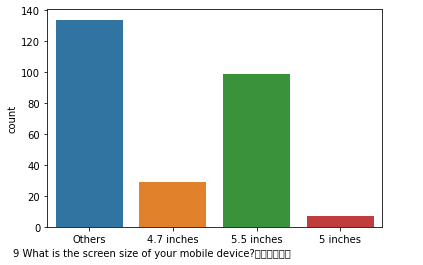 140
120
100
80
60
40
20
0
count
Others 4.7 inches 5.5 inches 5 inches
9 What is the screen size of your mobile device?